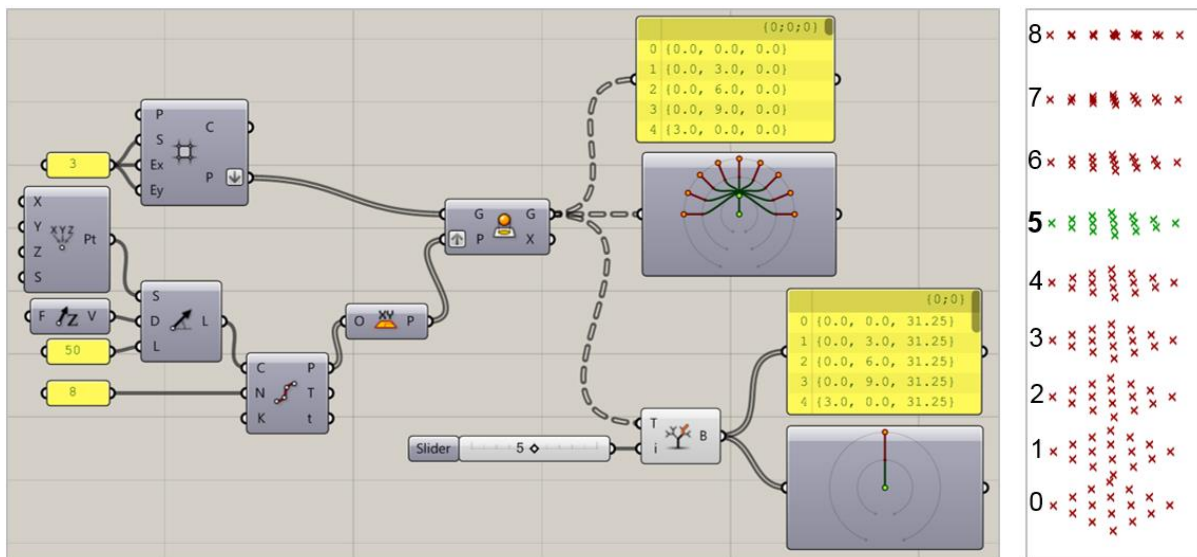 {0;0;0}
0 {0.0, 0.0, 0.0}
1 {0.0, 3.0, 0.0}
2 {0.0, 6.0, 0.0}
3 {0.0, 9.0, 0.0}
4 {3.0, 0.0, 0.0}
P
S
Ex
Ey
C
P
3
X
Y
Z
S
XYZ
Pt
G
P
G
X
F
Z
V
50
8
S
D
L
L
O
XY
P
C
N
K
P
T
t
{0;0}
0 {0.0, 0.0, 31.25}
1 {0.0, 3.0, 31.25}
2 {0.0, 6.0, 31.25}
3 {0.0, 9.0, 31.25}
4 {3.0, 0.0, 31.25}
Slider
5
T
i
B
8
7
6
5
4
3
2
1
0